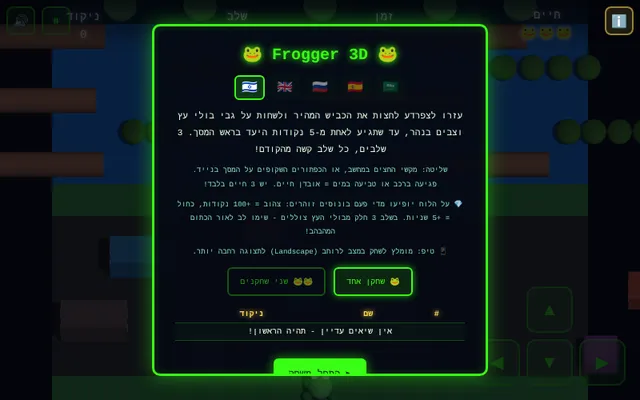 חיים
זמן
שלב
ניקוד
0
🐸 Frogger 3D 🐸
עזרו לצפרדע לחצות את הכביש המהיר ולשחות על גבי בולי עץ
וצבים בנהר, עד שתגיע לאחת מ-5 נקודות היעד בראש המסך. 3
שלבים, כל שלב קשה מהקודם!
שליטה: מקשי החצים במחשב, או הכפתורים השקופים על המסך בנייד.
פגיעה ברכב או טביעה במים = אובדן חיים. יש 3 חיים בלבד!
💎 על הלוח יופיעו מדי פעם בונוסים זוהרים: צהוב = +100 נקודות, כחול
= +5 שניות. בשלב 3 חלק מבולי העץ צוללים - שימו לב לאור הכתום
המהבהב!
📱 טיפ: מומלץ לשחק במצב לרוחב (Landscape) לתצוגה רחבה יותר.
🐸 שחקן אחד
🐸🐸 שני שחקנים
# שם ניקוד
אין שיאים עדיין - תהיה הראשון!